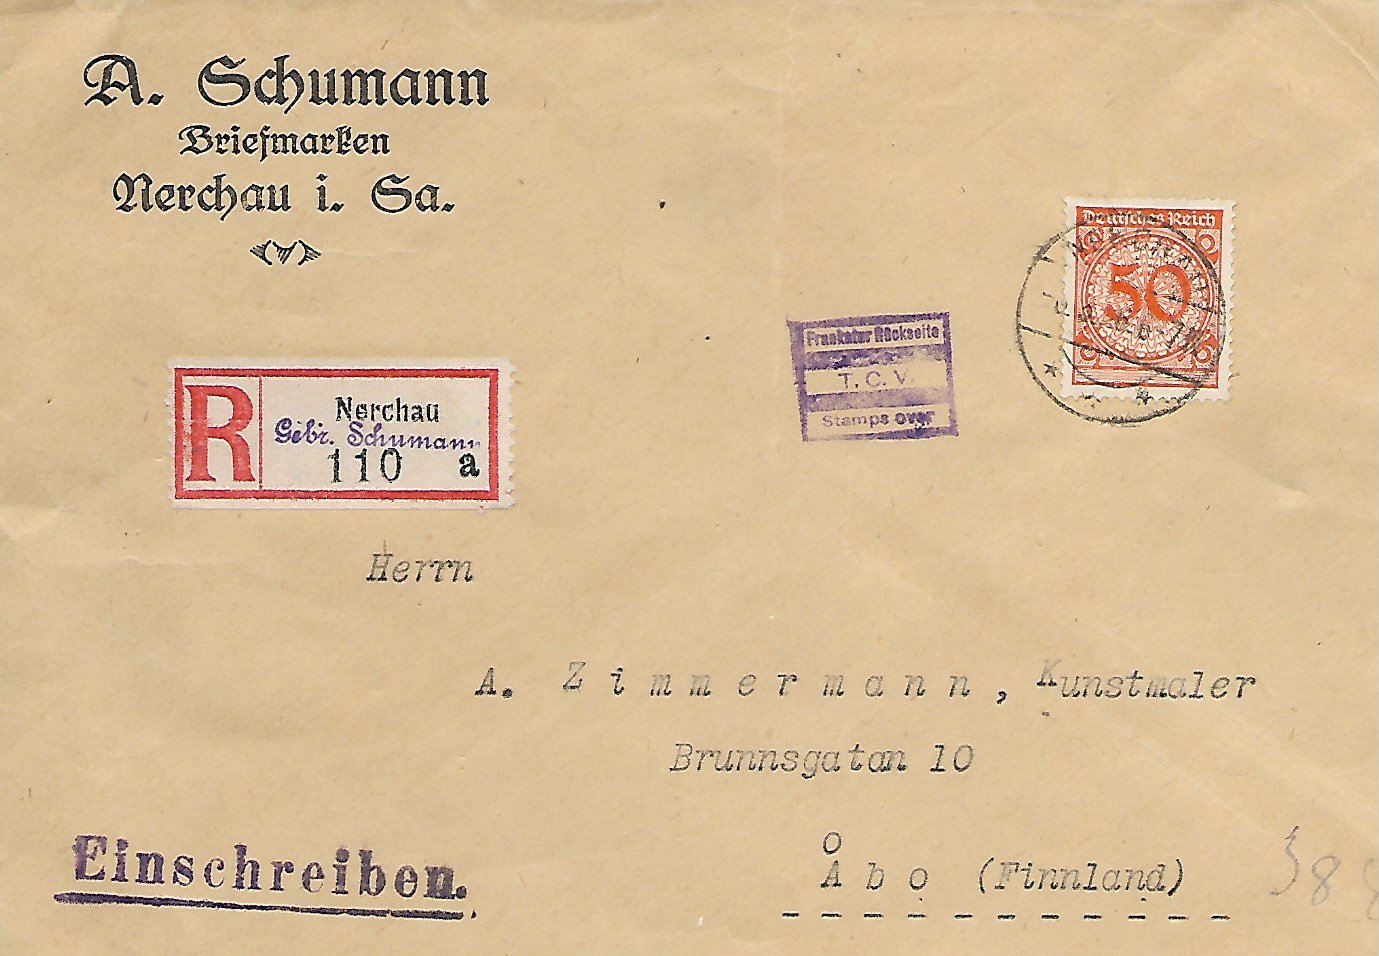 A. Schumann
Briefmarken
Nerchau i. Sa.
Deutsches Reich
50
Frankatur Rückseite
T. C. V.
Stamps over
R
Nerchau
Gebr. Schumann
110 a
Herrn
A. Zimmermann, Kunstmaler
Brunnsgatan 10
Åbo (Finnland)
Einschreiben.
38